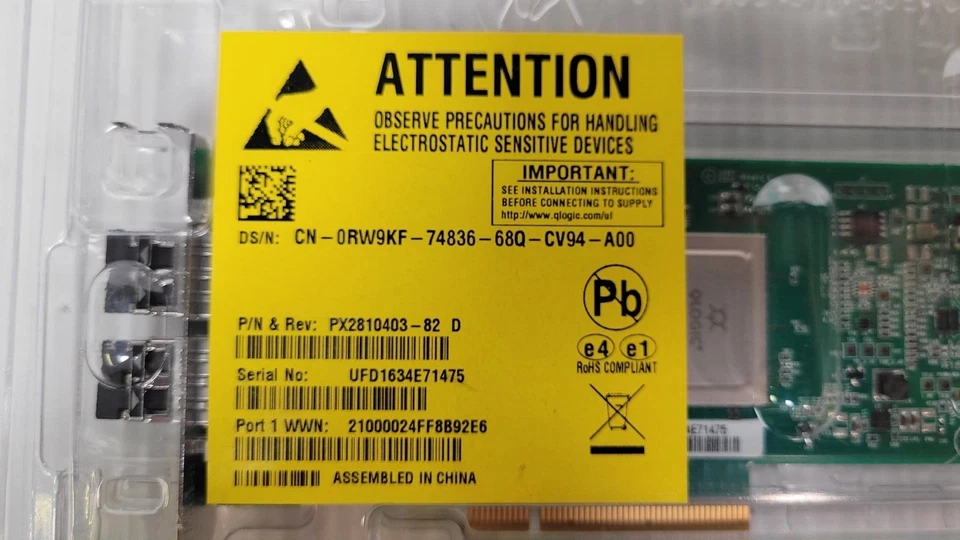 ATTENTION
OBSERVE PRECAUTIONS FOR HANDLING
ELECTROSTATIC SENSITIVE DEVICES
IMPORTANT:
SEE INSTALLATION INSTRUCTIONS
BEFORE CONNECTING TO SUPPLY
http://www.qlogic.com/ul
DS/N: CN-0RW9KF-74836-68Q-CV94-A00
Pb
e4 e1
RoHS COMPLIANT
P/N & Rev: PX2810403-82 D
Serial No: UFD1634E71475
Port 1 WWN: 21000024FF8B92E6
ASSEMBLED IN CHINA
QLOGIC
4E71475